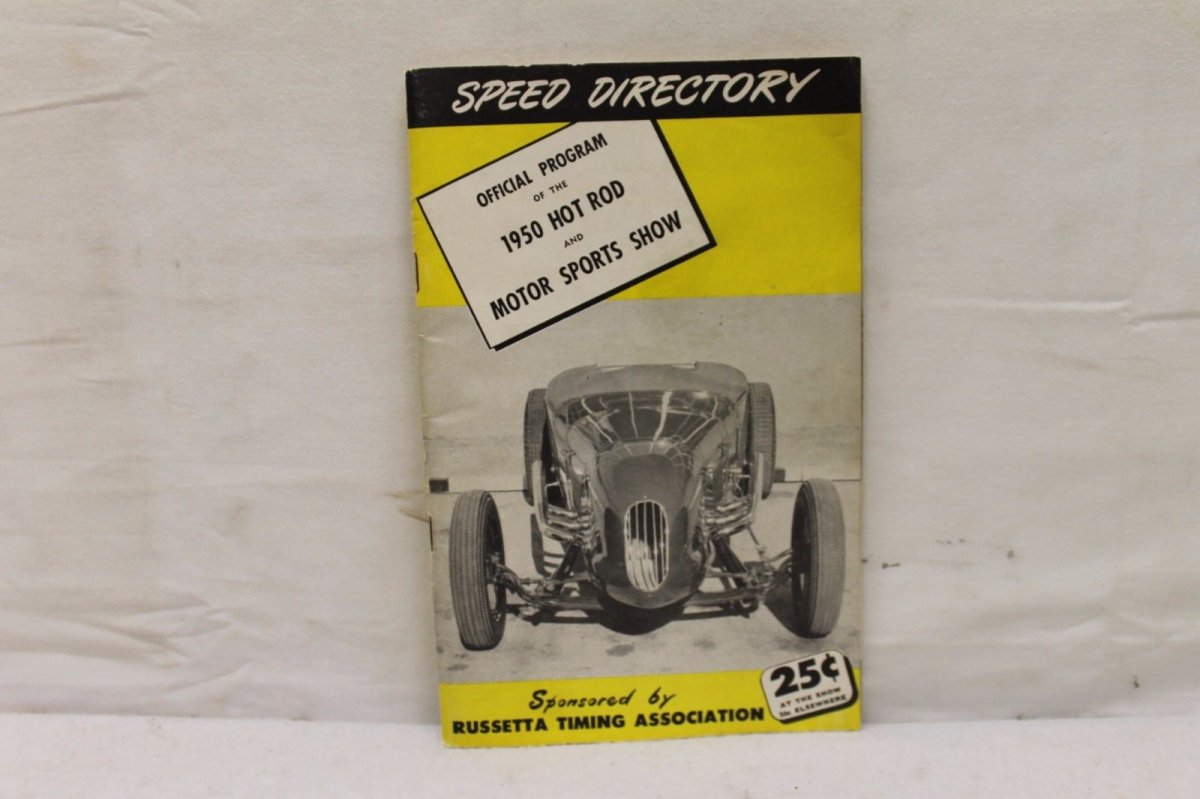 SPEED DIRECTORY
OFFICIAL PROGRAM
OF THE
1950 HOT ROD
AND
MOTOR SPORTS SHOW
Sponsored by
RUSSETTA TIMING ASSOCIATION
25¢
AT THE SHOW
ELSEWHERE